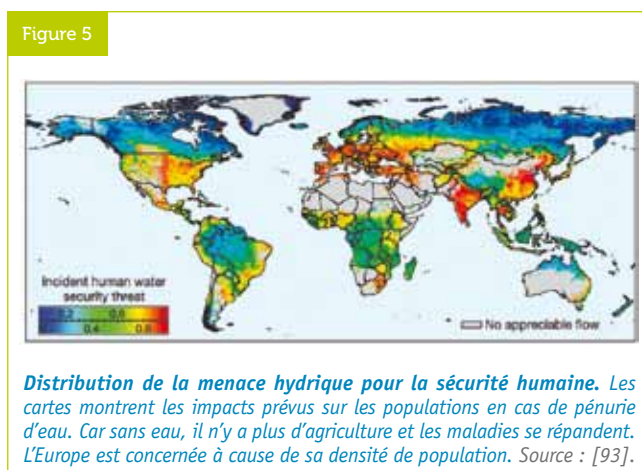 Figure 5
Incident human water
security threat
0.2 0.6
0.4 0.8
No appreciable flow
Distribution de la menace hydrique pour la sécurité humaine. Les
cartes montrent les impacts prévus sur les populations en cas de pénurie
d'eau. Car sans eau, il n'y a plus d'agriculture et les maladies se répandent.
L'Europe est concernée à cause de sa densité de population. Source : [93].